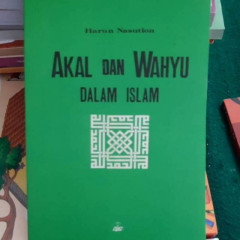 Harun Nasution
AKAL DAN WAHYU
DALAM ISLAM